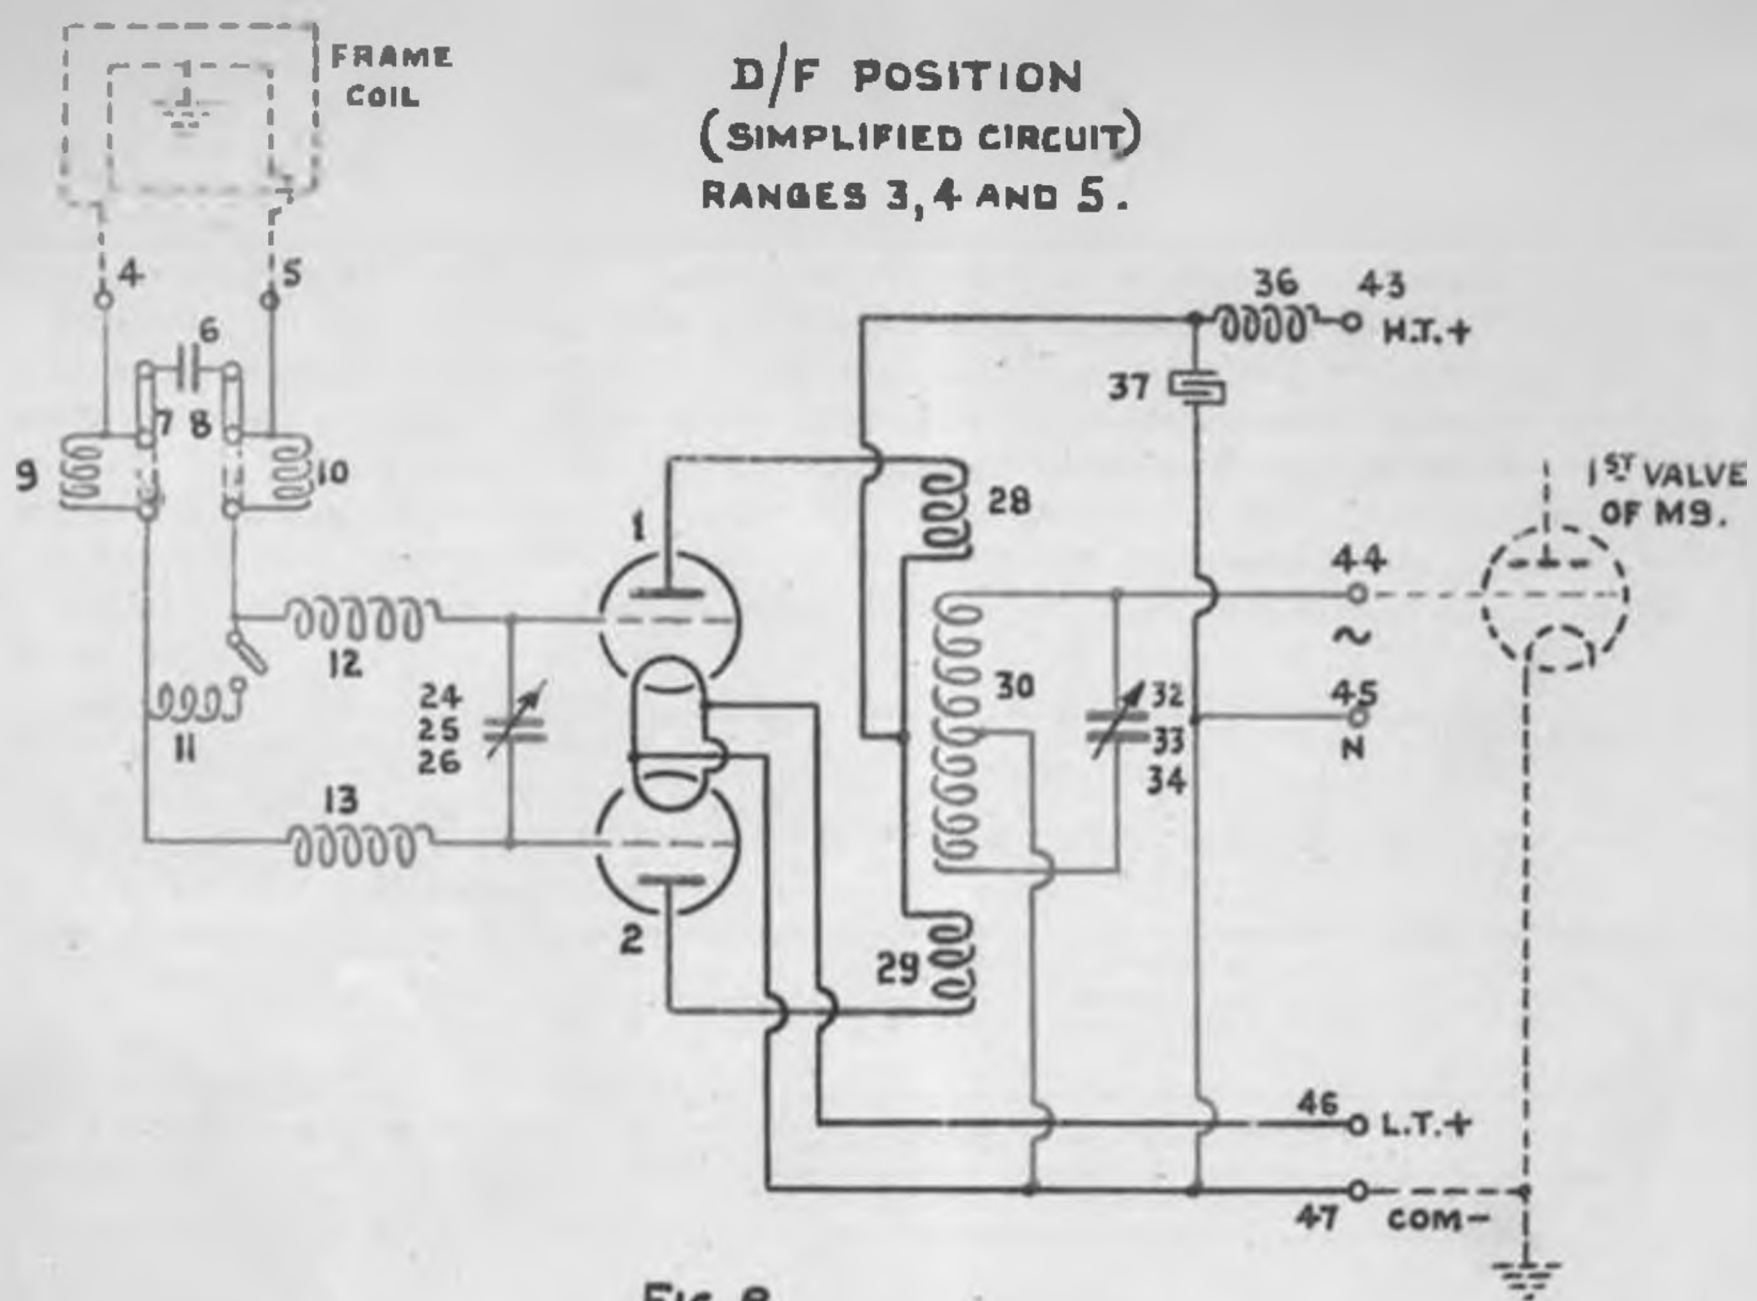 FRAME
COIL
D/F POSITION
(SIMPLIFIED CIRCUIT)
RANGES 3, 4 AND 5.
4
5
6
7 8
9
10
11
12
13
24
25
26
1
2
28
29
30
32
33
34
36
37
43
H.T.+
44
~
45
N
1ST VALVE
OF M9.
46
L.T.+
47
COM-